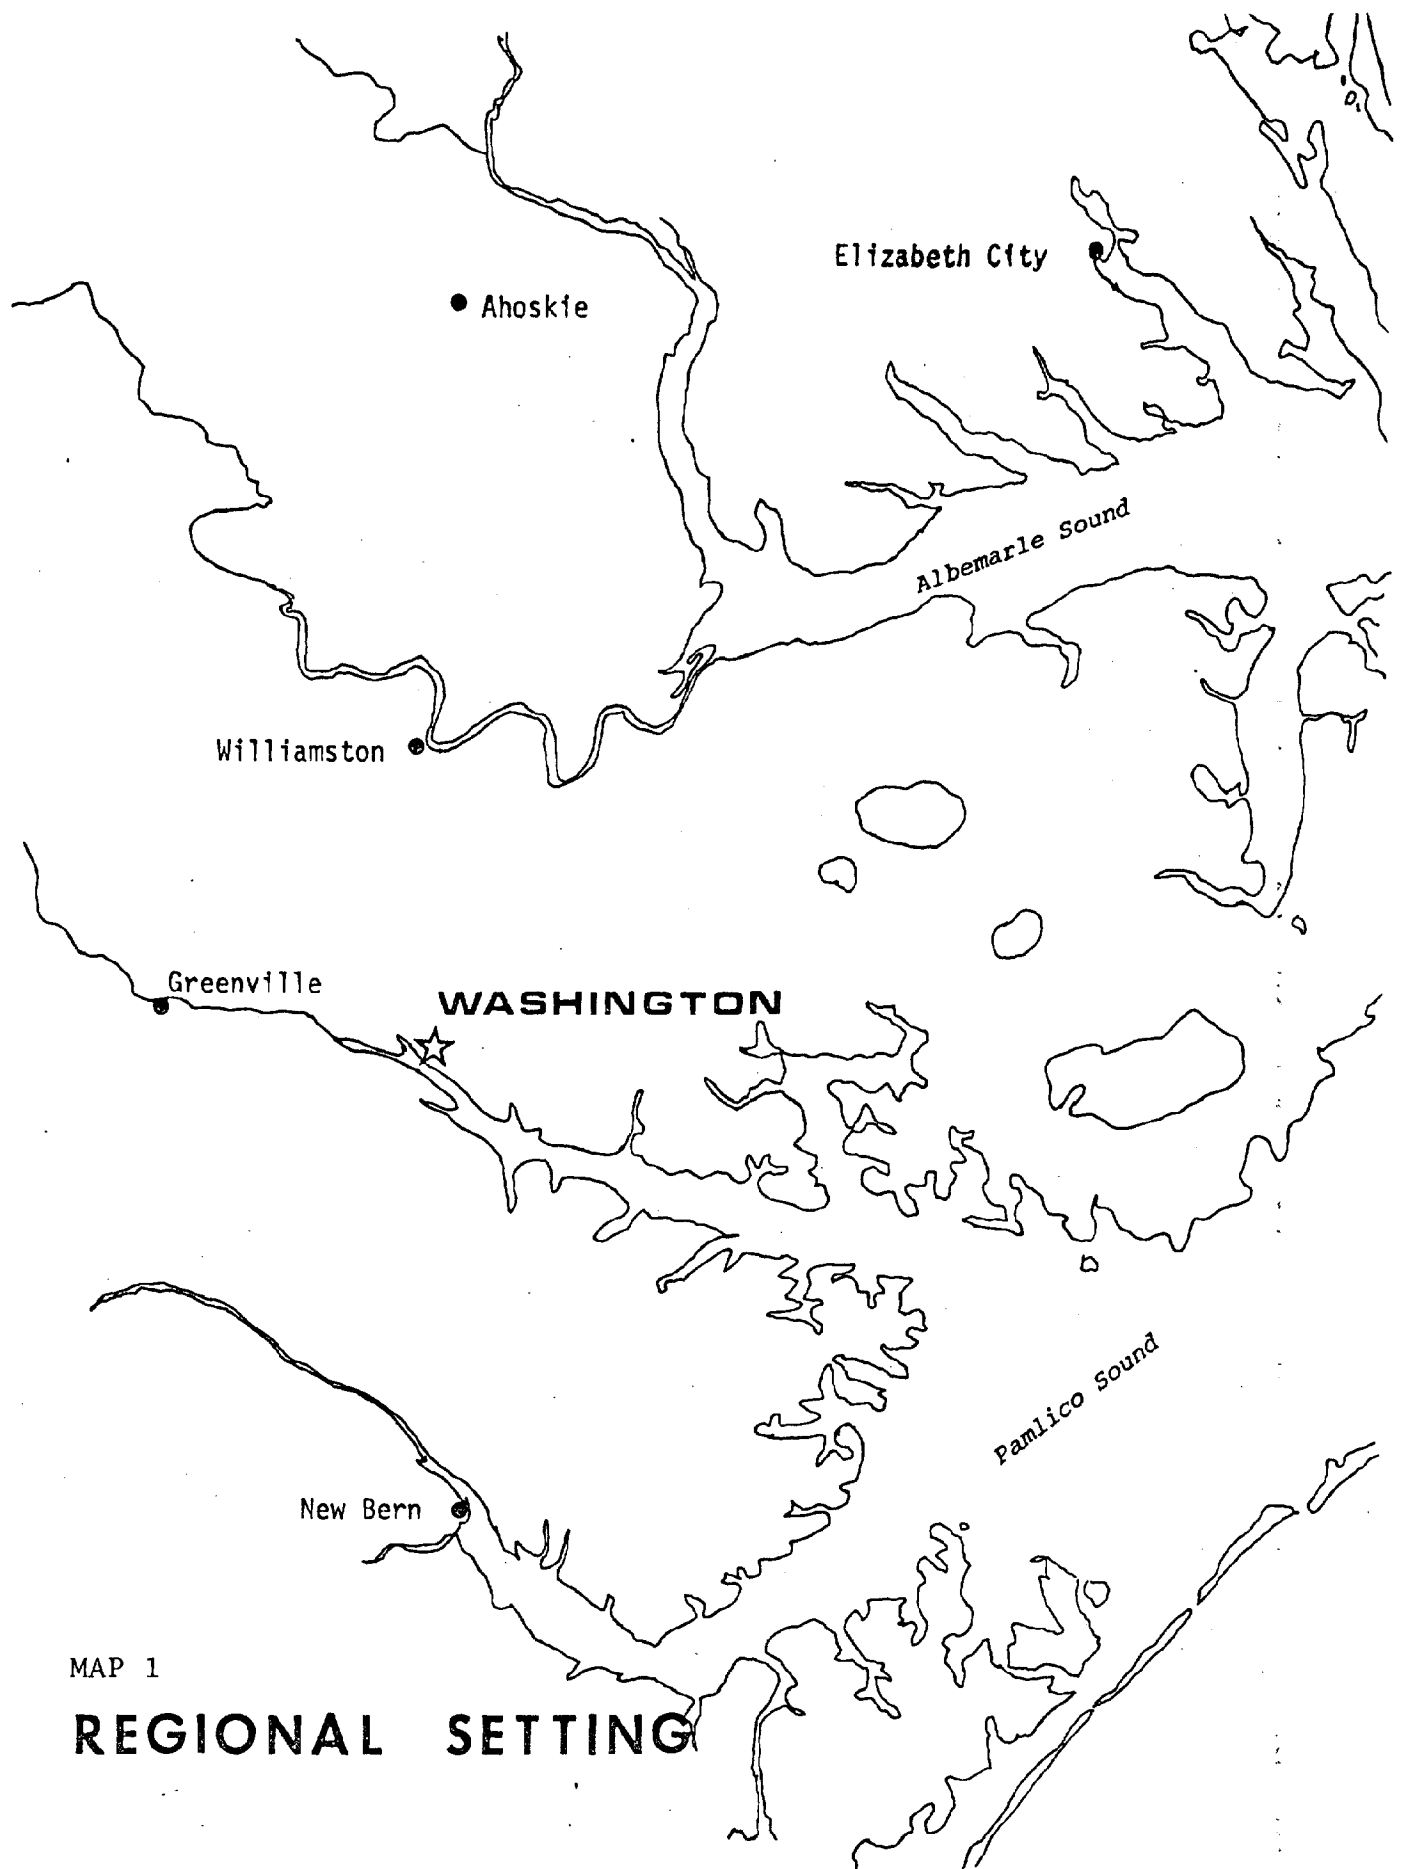 Elizabeth City
Ahoskie
Albemarle Sound
Williamston
Greenville
WASHINGTON
Pamlico Sound
New Bern
MAP 1
REGIONAL SETTING